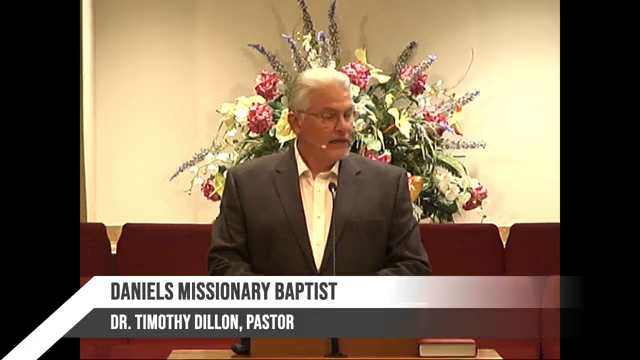 DANIELS MISSIONARY BAPTIST
DR. TIMOTHY DILLON, PASTOR